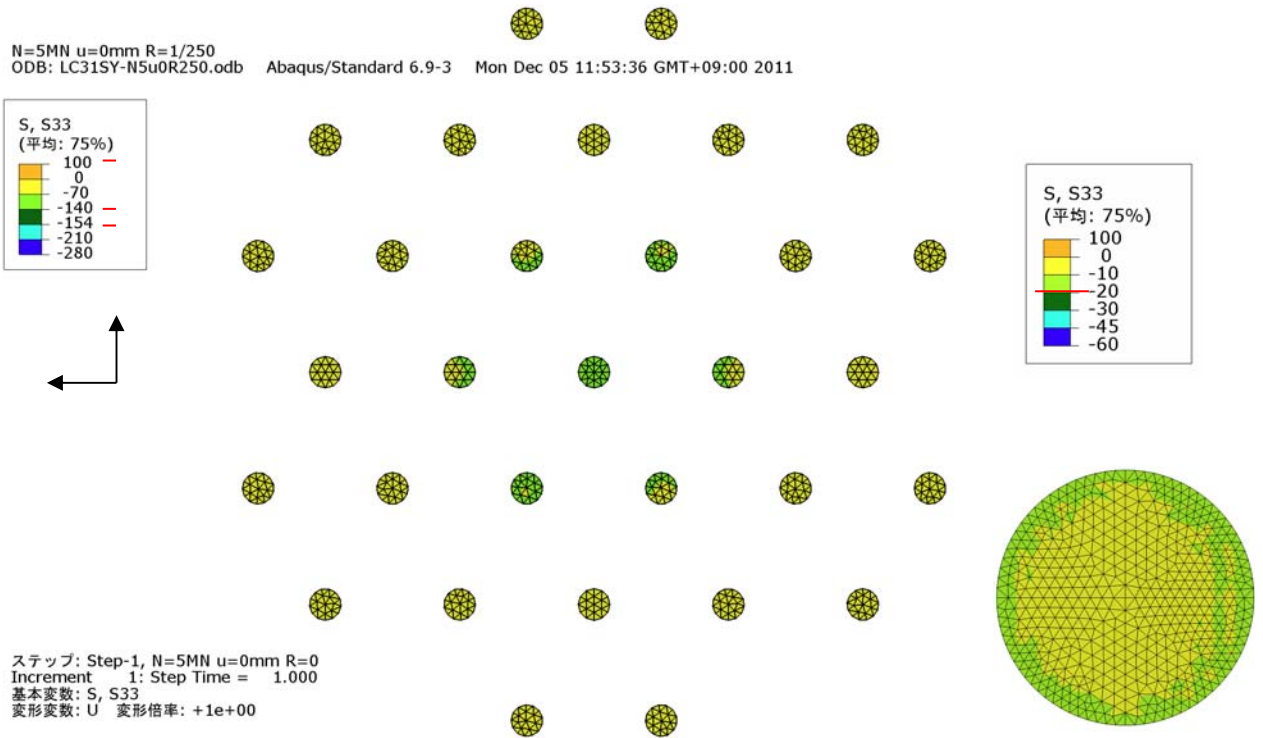 N=5MN u=0mm R=1/250
ODB: LC31SY-N5u0R250.odb Abaqus/Standard 6.9-3 Mon Dec 05 11:53:36 GMT+09:00 2011
S, S33
(平均: 75%)
100
0
-70
-140
-154
-210
-280
S, S33
(平均: 75%)
100
0
-10
-20
-30
-45
-60
ステップ: Step-1, N=5MN u=0mm R=0
Increment 1: Step Time = 1.000
基本変数: S, S33
変形変数: U 変形倍率: +1e+00